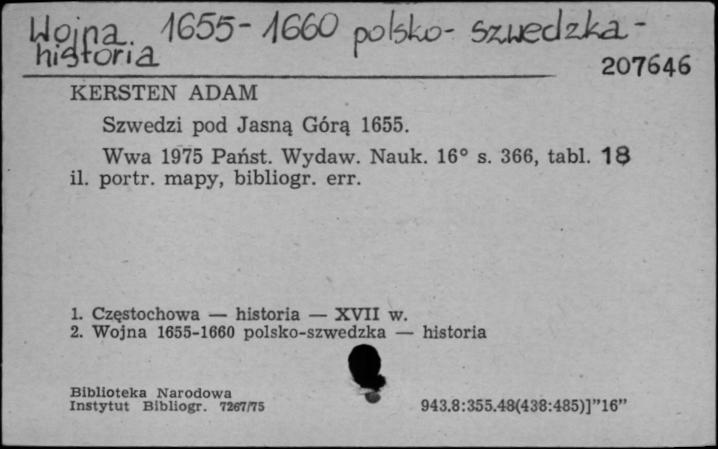 Wojna 1655-1660 polsko-szwedzka-
historia
207646
KERSTEN ADAM
Szwedzi pod Jasną Górą 1655.
Wwa 1975 Państ. Wydaw. Nauk. 16° s. 366, tabl. 18
il. portr. mapy, bibliogr. err.
1. Częstochowa — historia — XVII w.
2. Wojna 1655-1660 polsko-szwedzka — historia
Biblioteka Narodowa
Instytut Bibliogr. 7267/75
943.8:355.48(438:485)]”16”